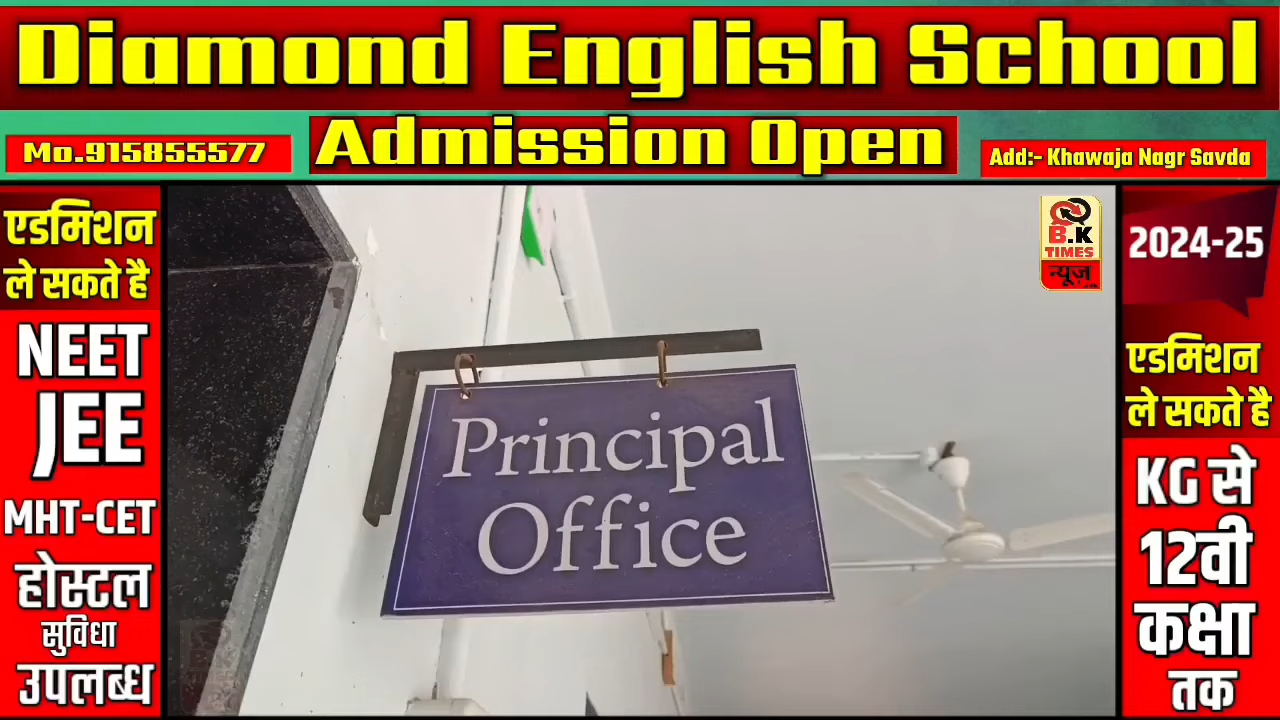 Diamond English School
Mo.915855577
Admission Open
Add:- Khawaja Nagr Savda
एडमिशन
ले सकते है
NEET
JEE
MHT-CET
होस्टल
सुविधा
उपलब्ध
B.K
TIMES
न्यूज़
Principal
Office
2024-25
एडमिशन
ले सकते है
KG से
12वी
कक्षा
तक